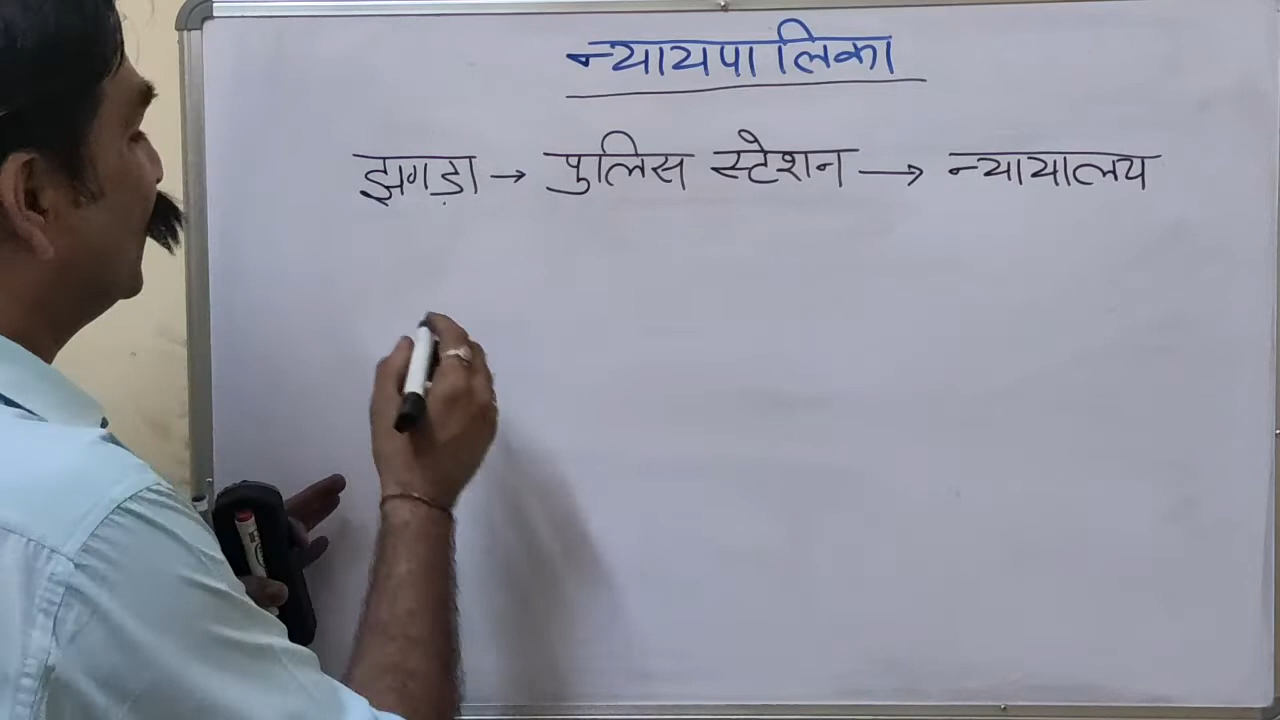 न्यायपालिका
झगड़ा → पुलिस स्टेशन → न्यायालय